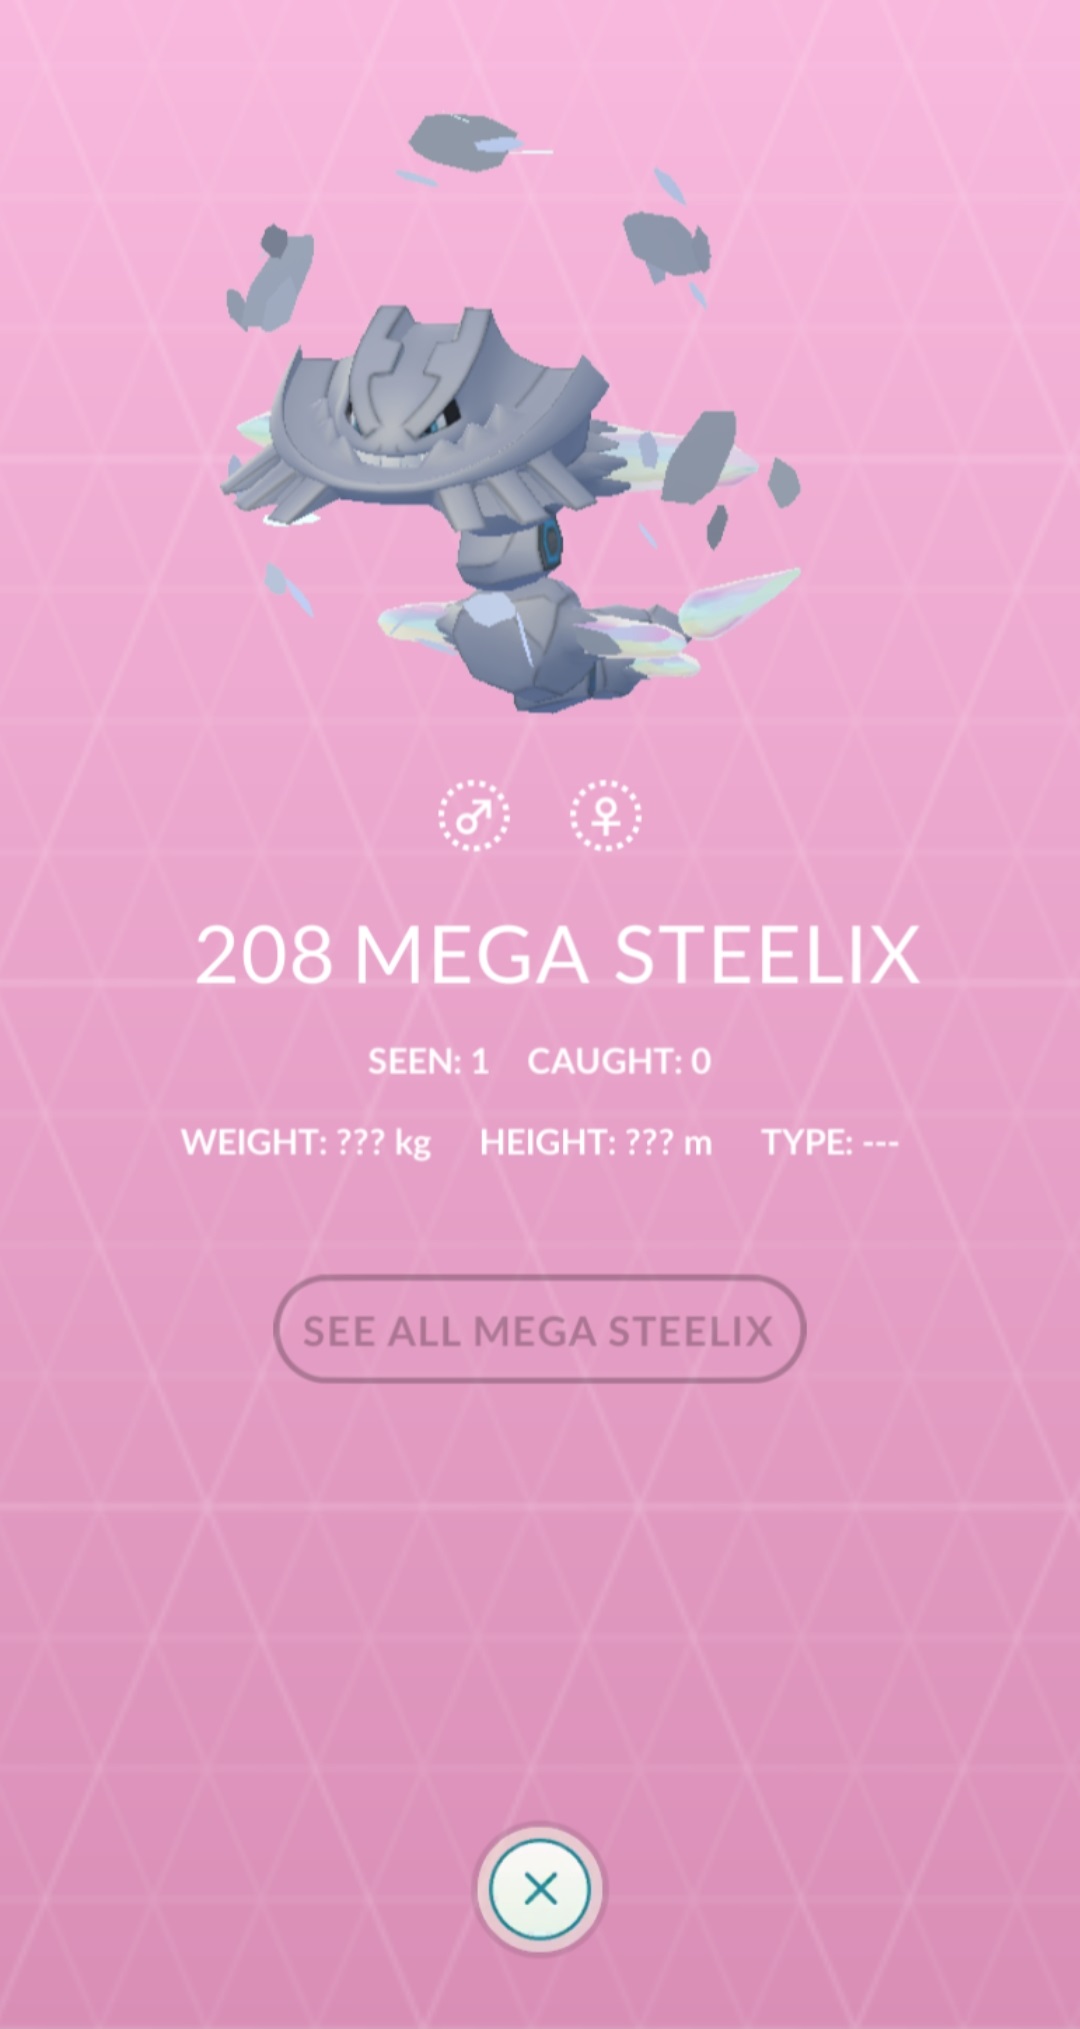 208 MEGA STEELIX
SEEN: 1 CAUGHT: 0
WEIGHT: ??? kg HEIGHT: ??? m TYPE: ---
SEE ALL MEGA STEELIX